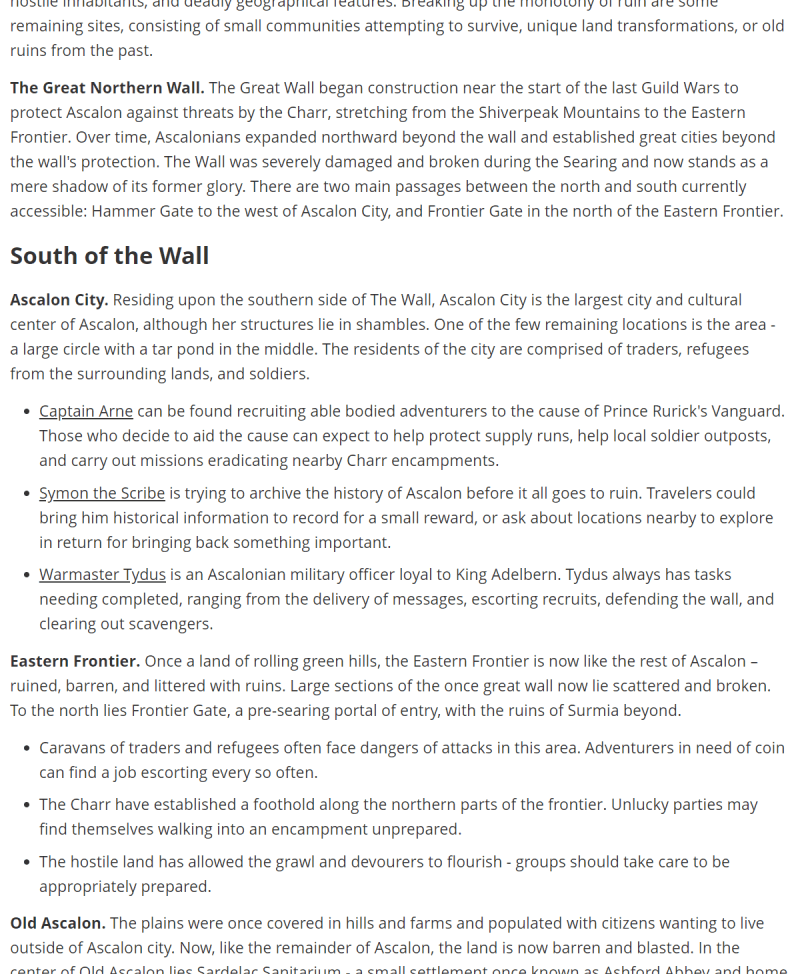 hostile inhabitants, and deadly geographical features. Breaking up the monotony of ruin are some
remaining sites, consisting of small communities attempting to survive, unique land transformations, or old
ruins from the past.
The Great Northern Wall. The Great Wall began construction near the start of the last Guild Wars to
protect Ascalon against threats by the Charr, stretching from the Shiverpeak Mountains to the Eastern
Frontier. Over time, Ascalonians expanded northward beyond the wall and established great cities beyond
the wall's protection. The Wall was severely damaged and broken during the Searing and now stands as a
mere shadow of its former glory. There are two main passages between the north and south currently
accessible: Hammer Gate to the west of Ascalon City, and Frontier Gate in the north of the Eastern Frontier.
South of the Wall
Ascalon City. Residing upon the southern side of The Wall, Ascalon City is the largest city and cultural
center of Ascalon, although her structures lie in shambles. One of the few remaining locations is the area -
a large circle with a tar pond in the middle. The residents of the city are comprised of traders, refugees
from the surrounding lands, and soldiers.
• Captain Arne can be found recruiting able bodied adventurers to the cause of Prince Rurick's Vanguard.
Those who decide to aid the cause can expect to help protect supply runs, help local soldier outposts,
and carry out missions eradicating nearby Charr encampments.
• Symon the Scribe is trying to archive the history of Ascalon before it all goes to ruin. Travelers could
bring him historical information to record for a small reward, or ask about locations nearby to explore
in return for bringing back something important.
• Warmaster Tydus is an Ascalonian military officer loyal to King Adelbern. Tydus always has tasks
needing completed, ranging from the delivery of messages, escorting recruits, defending the wall, and
clearing out scavengers.
Eastern Frontier. Once a land of rolling green hills, the Eastern Frontier is now like the rest of Ascalon –
ruined, barren, and littered with ruins. Large sections of the once great wall now lie scattered and broken.
To the north lies Frontier Gate, a pre-searing portal of entry, with the ruins of Surmia beyond.
• Caravans of traders and refugees often face dangers of attacks in this area. Adventurers in need of coin
can find a job escorting every so often.
• The Charr have established a foothold along the northern parts of the frontier. Unlucky parties may
find themselves walking into an encampment unprepared.
• The hostile land has allowed the grawl and devourers to flourish - groups should take care to be
appropriately prepared.
Old Ascalon. The plains were once covered in hills and farms and populated with citizens wanting to live
outside of Ascalon city. Now, like the remainder of Ascalon, the land is now barren and blasted. In the
center of Old Ascalon lies Sardelac Sanitarium - a small settlement once known as Ashford Abbey and home